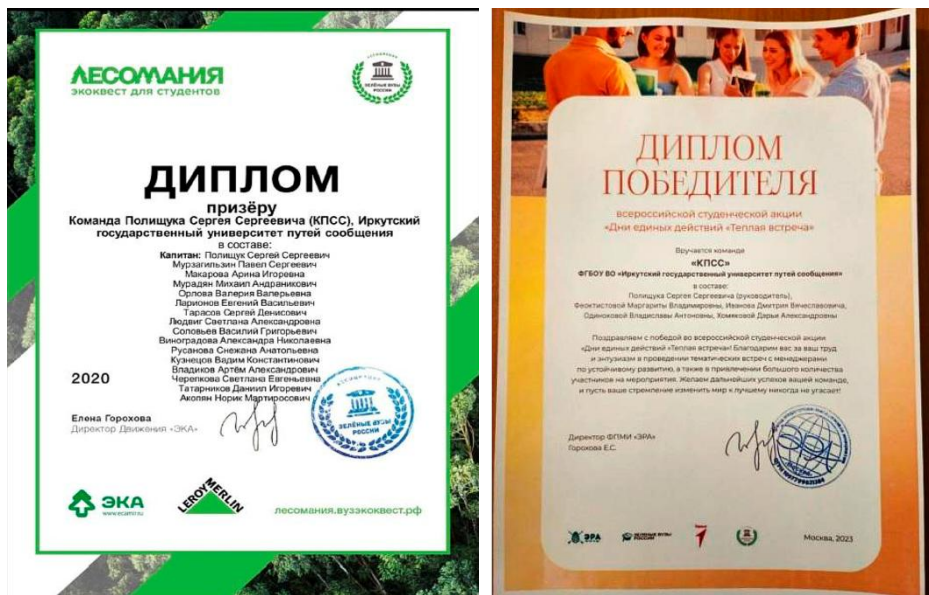 ЛЕСОМАНИЯ
ЭКОКВЕСТ ДЛЯ СТУДЕНТОВ
ЗЕЛЁНЫЕ ВУЗЫ
РОССИИ
ДИПЛОМ
призёру
Команда Полищука Сергея Сергеевича (КПСС), Иркутский
государственный университет путей сообщения
в составе:
Капитан: Полищук Сергей Сергеевич
Мурзагильзин Павел Сергеевич
Макарова Арина Игоревна
Мурадян Михаил Андраникович
Орлова Валерия Валерьевна
Ларионов Евгений Васильевич
Тарасов Сергей Денисович
Людвиг Светлана Александровна
Соловьев Василий Григорьевич
Виноградова Александра Николаевна
Русанова Снежана Анатольевна
Кузнецов Вадим Константинович
Владиков Артём Александрович
Черепкова Светлана Евгеньевна
Татарников Даниил Игоревич
Акопян Норик Мартиросович
2020
Елена Горохова
Директор Движения «ЭКА»
ЗЕЛЁНЫЕ ВУЗЫ
РОССИИ
ЭКА
www.ecamir.ru
LEROY MERLIN
лесомания.вузэкоквест.рф
ДИПЛОМ
ПОБЕДИТЕЛЯ
всероссийской студенческой акции
«Дни единых действий «Теплая встреча»
Вручается команде
«КПСС»
ФГБОУ ВО «Иркутский государственный университет путей сообщения»
в составе:
Полищука Сергея Сергеевича (руководитель),
Феоктистовой Маргариты Владимировны, Иванова Дмитрия Вячеславовича,
Одиноковой Владиславы Антоновны, Хомяковой Дарьи Александровны
Поздравляем с победой во всероссийской студенческой акции
«Дни единых действий «Теплая встреча»! Благодарим вас за ваш труд
и энтузиазм в проведении тематических встреч с менеджерами
по устойчивому развитию, а также в привлечении большого количества
участников на мероприятия. Желаем дальнейших успехов вашей команде,
и пусть ваше стремление изменить мир к лучшему никогда не угасает!
Директор ФПМИ «ЭРА»
Горохова Е.С.
ЭРА
ЗЕЛЕНЫЕ ВУЗЫ
РОССИИ
Москва, 2023